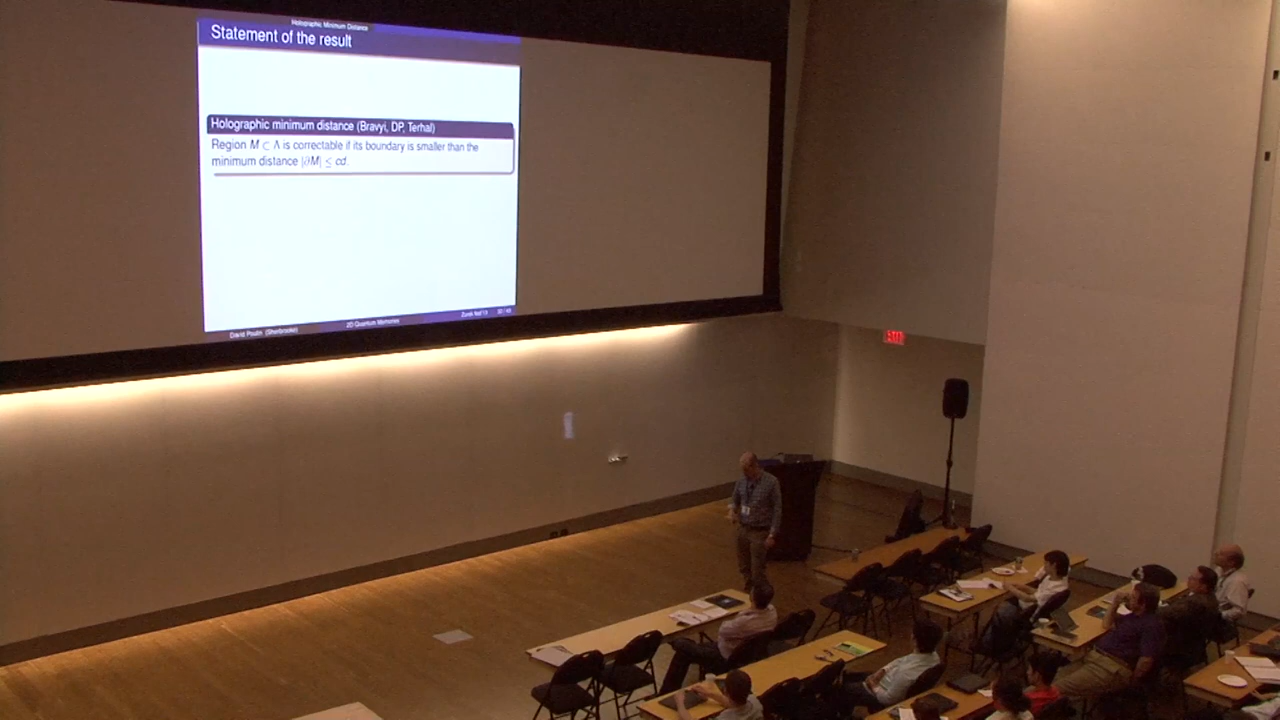 Holographic Minimum Distance
Statement of the result
Holographic minimum distance (Bravyi, DP, Terhal)
Region M ⊂ Λ is correctable if its boundary is smaller than the
minimum distance |∂M| ≤ cd.
David Poulin (Sherbrooke)
2D Quantum Memories
EXIT